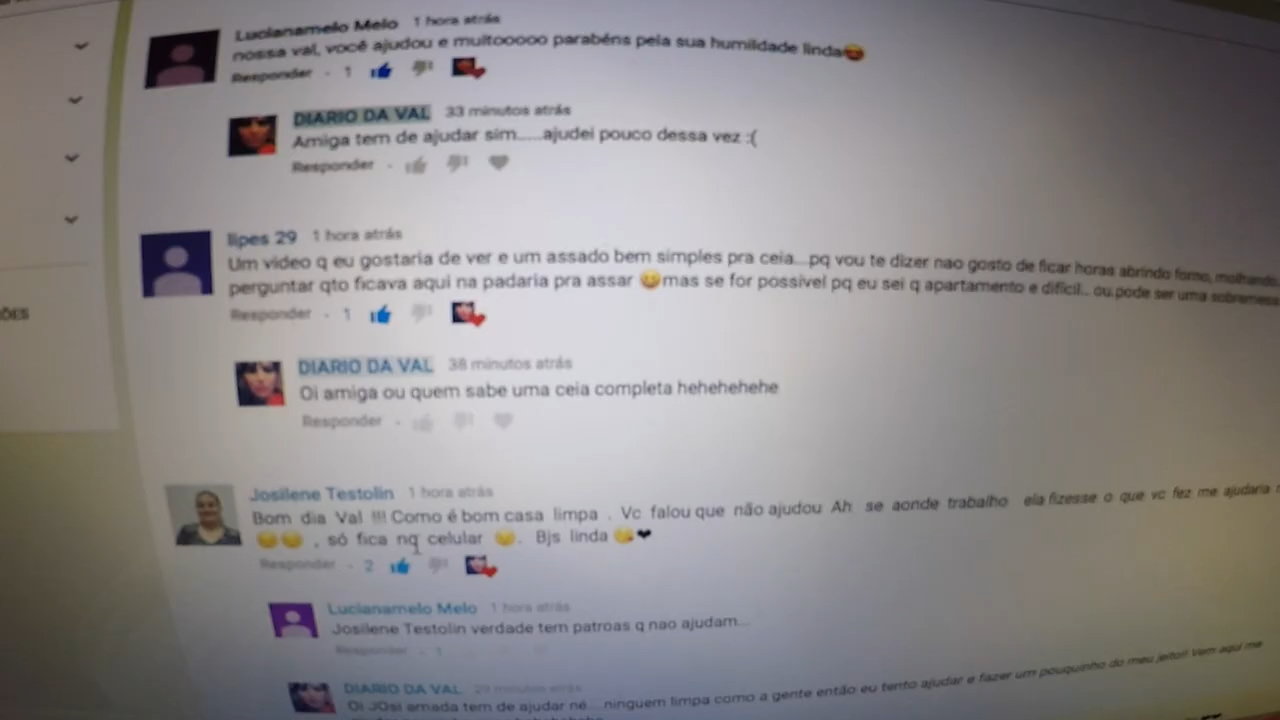 Lucianamelo Melo 1 hora atrás
nossa val, você ajudou e muitooooo parabéns pela sua humildade linda😍
Responder · 1
DIARIO DA VAL 33 minutos atrás
Amiga tem de ajudar sim.....ajudei pouco dessa vez :(
Responder ·
lipes 29 1 hora atrás
Um video q eu gostaria de ver e um assado bem simples pra ceia...pq vou te dizer nao gosto de ficar horas abrindo forno, molhando
perguntar qto ficava aqui na padaria pra assar 😆mas se for possivel pq eu sei q apartamento e dificil... ou.pode ser uma sobremesa
ÕES
Responder · 1
DIARIO DA VAL 38 minutos atrás
Oi amiga ou quem sabe uma ceia completa hehehehehe
Responder ·
Josilene Testolin 1 hora atrás
Bom dia Val !!! Como é bom casa limpa . Vc falou que não ajudou Ah se aonde trabalho ela fizesse o que vc fez me ajudaria
, só fica no celular . Bjs linda 😘❤
Responder · 2
Lucianamelo Melo 1 hora atrás
Josilene Testolin verdade tem patroas q nao ajudam...
Responder · 1
DIARIO DA VAL 29 minutos atrás
Oi JOsi amada tem de ajudar né....ninguem limpa como a gente então eu tento ajudar e fazer um pouquinho do meu jeito!! Vem aqui me